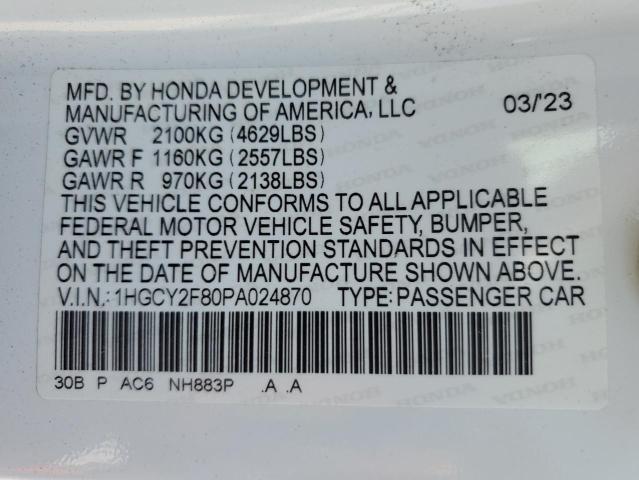 MFD. BY HONDA DEVELOPMENT &
MANUFACTURING OF AMERICA, LLC 03/'23
GVWR 2100KG (4629LBS)
GAWR F 1160KG (2557LBS)
GAWR R 970KG (2138LBS)
THIS VEHICLE CONFORMS TO ALL APPLICABLE
FEDERAL MOTOR VEHICLE SAFETY, BUMPER,
AND THEFT PREVENTION STANDARDS IN EFFECT
ON THE DATE OF MANUFACTURE SHOWN ABOVE.
V.I.N.: 1HGCY2F80PA024870 TYPE: PASSENGER CAR
30B P AC6 NH883P .A .A